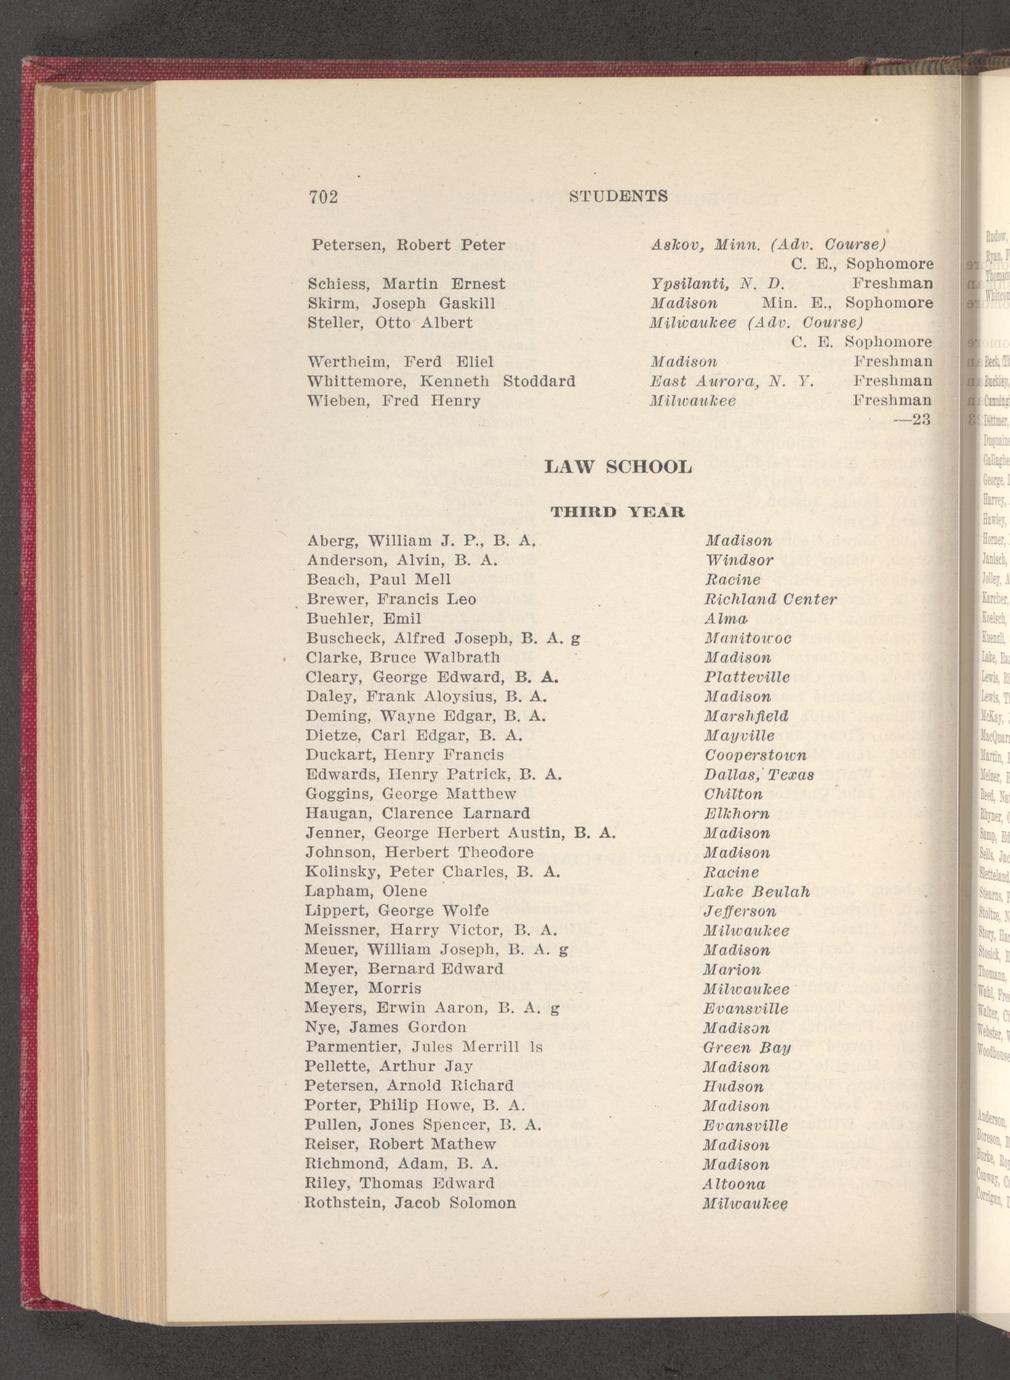 702 STUDENTS
Petersen, Robert Peter Askov, Minn. (Adv. Course)
C. E., Sophomore
Schiess, Martin Ernest Ypsilanti, N. D. Freshman
Skirm, Joseph Gaskill Madison Min. E., Sophomore
Steller, Otto Albert Milwaukee (Adv. Course)
C. E. Sophomore
Wertheim, Ferd Eliel Madison Freshman
Whittemore, Kenneth Stoddard East Aurora, N. Y. Freshman
Wieben, Fred Henry Milwaukee Freshman
—23
LAW SCHOOL
THIRD YEAR
Aberg, William J. P., B. A. Madison
Anderson, Alvin, B. A. Windsor
Beach, Paul Mell Racine
Brewer, Francis Leo Richland Center
Buehler, Emil Alma
Buscheck, Alfred Joseph, B. A. g Manitowoc
Clarke, Bruce Walbrath Madison
Cleary, George Edward, B. A. Platteville
Daley, Frank Aloysius, B. A. Madison
Deming, Wayne Edgar, B. A. Marshfield
Dietze, Carl Edgar, B. A. Mayville
Duckart, Henry Francis Cooperstown
Edwards, Henry Patrick, B. A. Dallas, Texas
Goggins, George Matthew Chilton
Haugan, Clarence Larnard Elkhorn
Jenner, George Herbert Austin, B. A. Madison
Johnson, Herbert Theodore Madison
Kolinsky, Peter Charles, B. A. Racine
Lapham, Olene Lake Beulah
Lippert, George Wolfe Jefferson
Meissner, Harry Victor, B. A. Milwaukee
Meuer, William Joseph, B. A. g Madison
Meyer, Bernard Edward Marion
Meyer, Morris Milwaukee
Meyers, Erwin Aaron, B. A. g Evansville
Nye, James Gordon Madison
Parmentier, Jules Merrill ls Green Bay
Pellette, Arthur Jay Madison
Petersen, Arnold Richard Hudson
Porter, Philip Howe, B. A. Madison
Pullen, Jones Spencer, B. A. Evansville
Reiser, Robert Mathew Madison
Richmond, Adam, B. A. Madison
Riley, Thomas Edward Altoona
Rothstein, Jacob Solomon Milwaukee